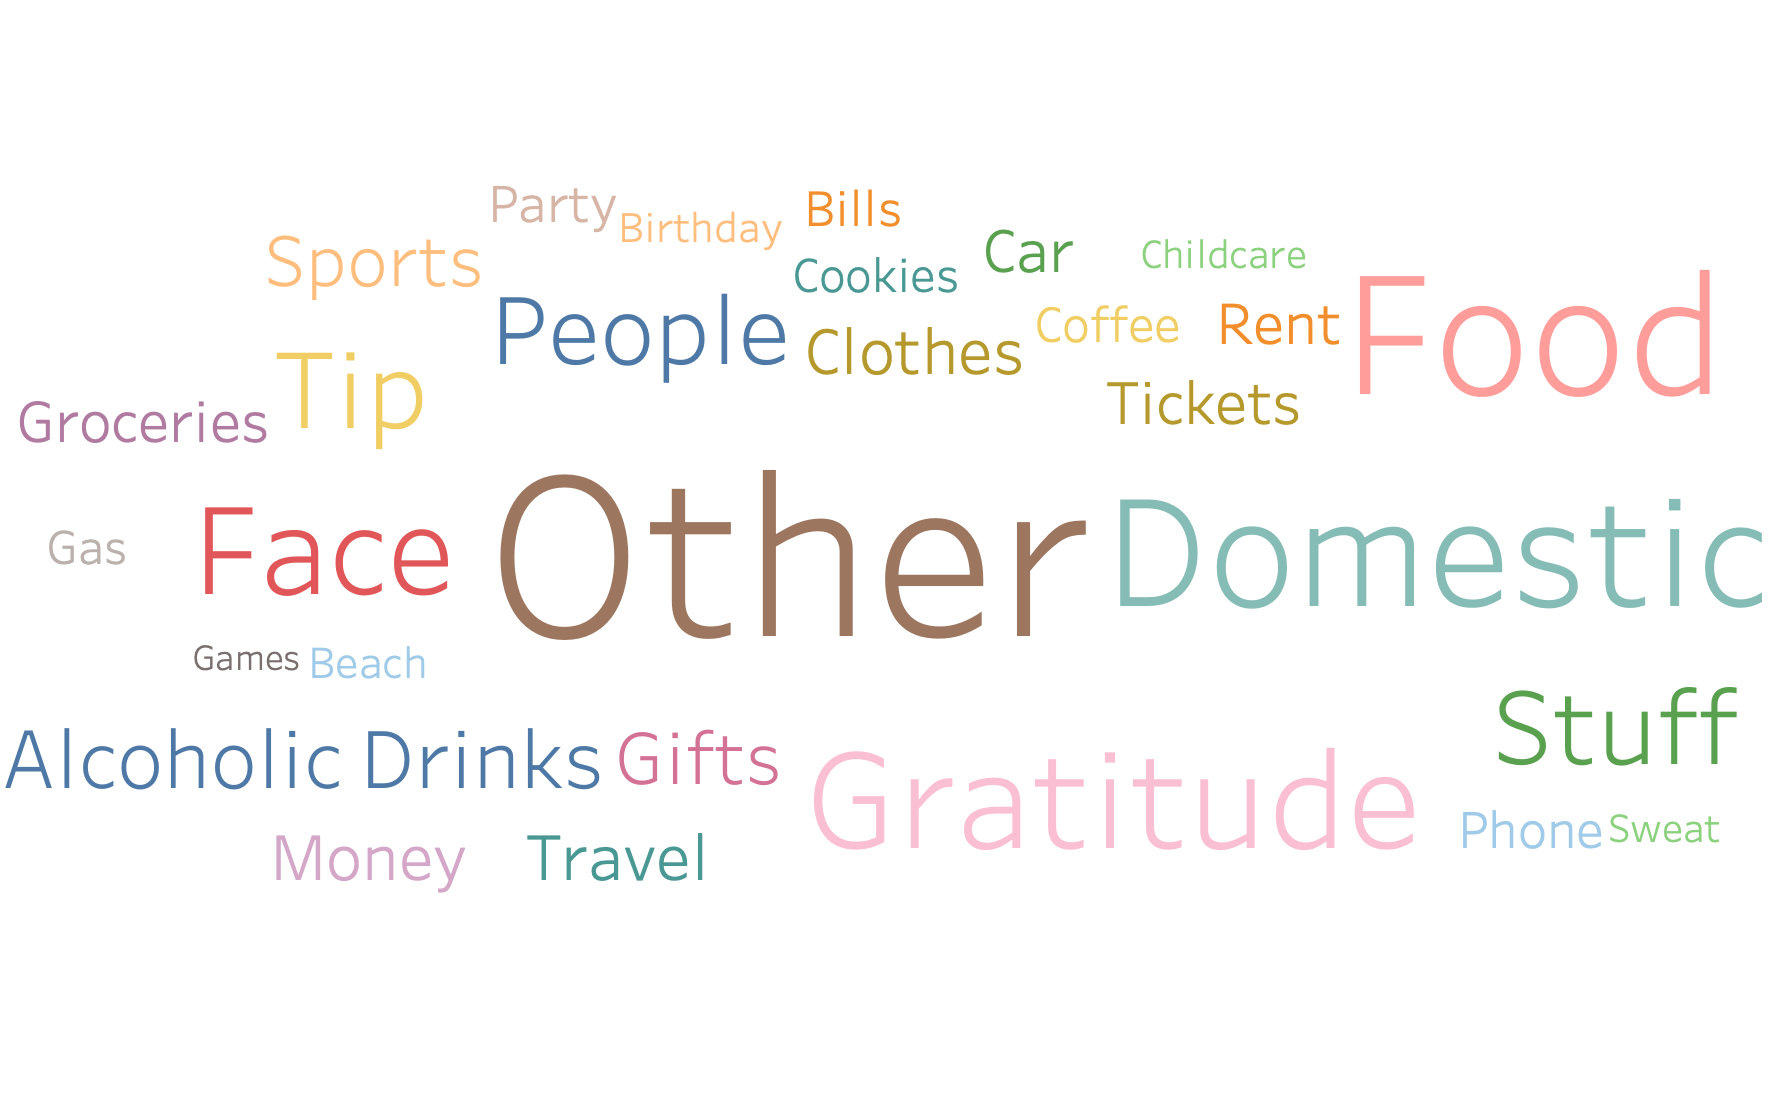 Party
Birthday
Bills
Sports
Cookies
Car
Childcare
People
Clothes
Coffee
Rent
Food
Tip
Groceries
Tickets
Gas
Face
Other
Domestic
Games
Beach
Alcoholic Drinks
Gifts
Gratitude
Stuff
Money
Travel
Phone
Sweat